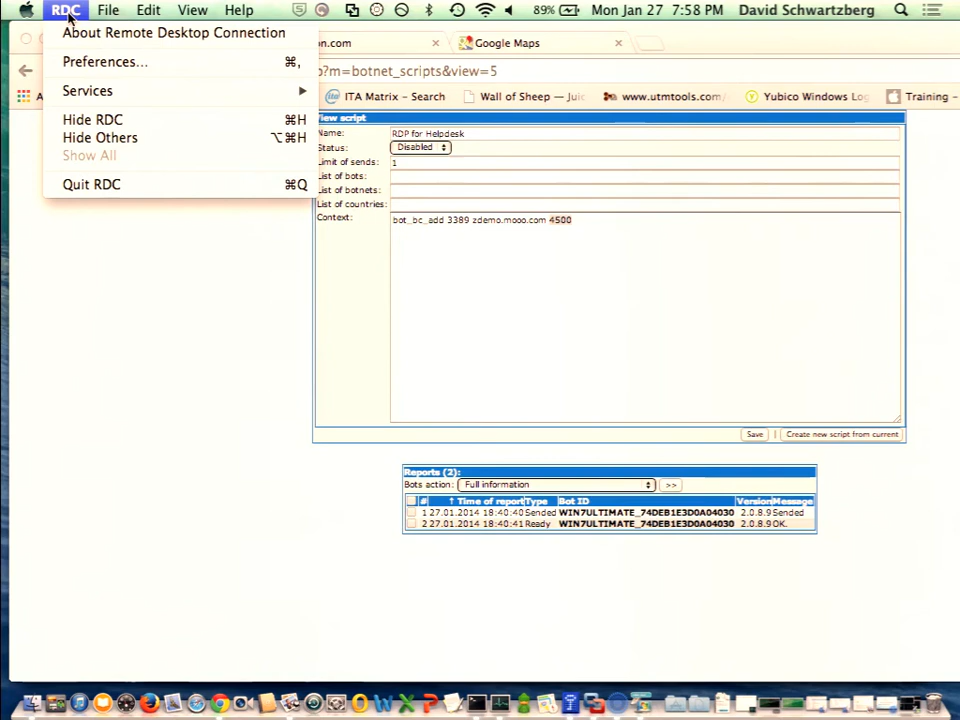 RDC File Edit View Help 89% Mon Jan 27 7:58 PM David Schwartzberg
About Remote Desktop Connection
Preferences... ⌘,
Services
Hide RDC ⌘H
Hide Others ⌥⌘H
Show All
Quit RDC ⌘Q
n.com Google Maps
?m=botnet_scripts&view=5
A ITA Matrix - Search Wall of Sheep — Juic www.utmtools.com/ Yubico Windows Log Training -
View script
Name: RDP for Helpdesk
Status: Disabled
Limit of sends: 1
List of bots:
List of botnets:
List of countries:
Context: bot_bc_add 3389 zdemo.mooo.com 4500
Save | Create new script from current
Reports (2):
Bots action: Full information >>
# ↑ Time of report Type Bot ID Version Message
1 27.01.2014 18:40:40 Sended WIN7ULTIMATE_74DEB1E3D0A04030 2.0.8.9 Sended
2 27.01.2014 18:40:41 Ready WIN7ULTIMATE_74DEB1E3D0A04030 2.0.8.9 OK.